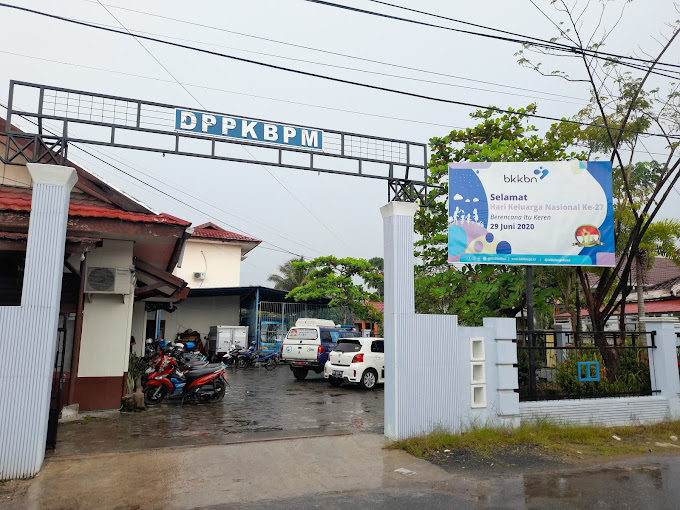 DPPKBPM
bkkbn
Selamat
Hari Keluarga Nasional Ke-27
Berencana Itu Keren
29 Juni 2020